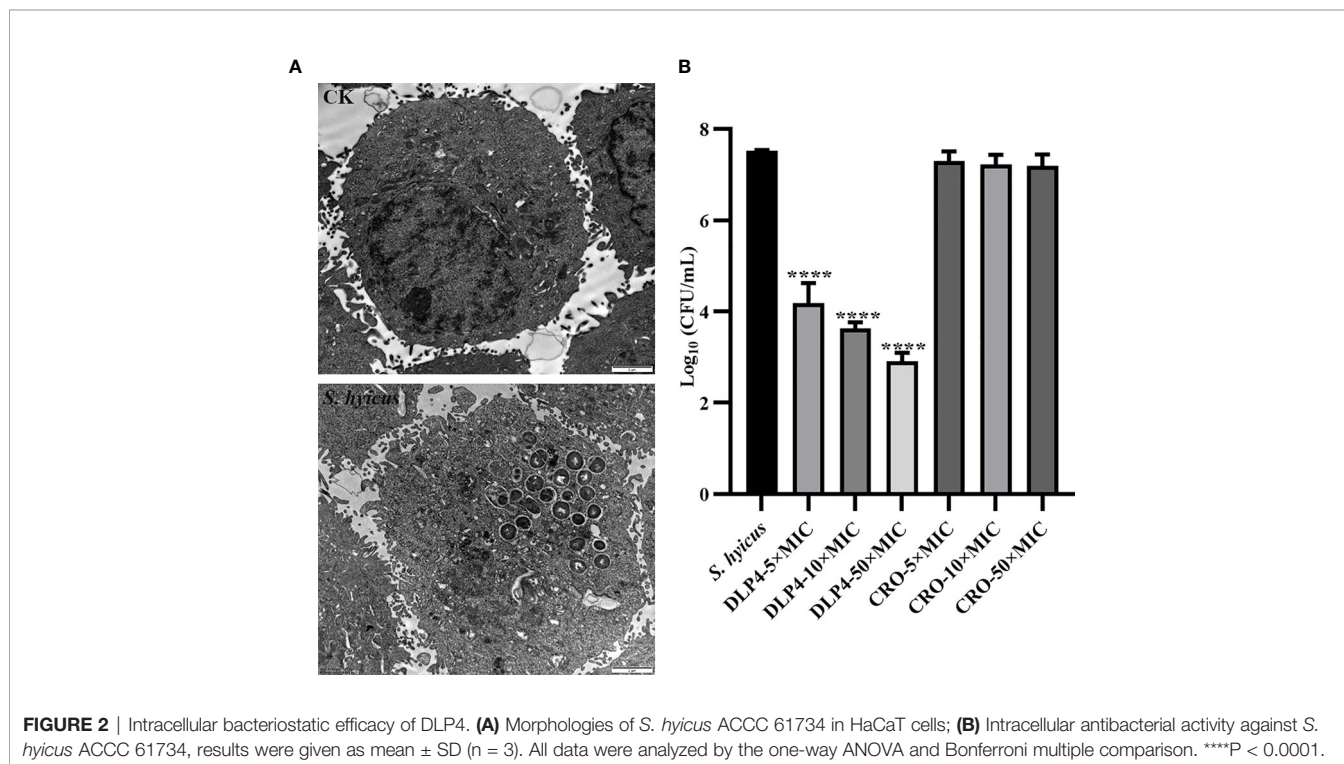 A
B
CK
S. hyicus
Log10 (CFU/mL)
8
6
4
2
0
****
****
****
S. hyicus
DLP4-5×MIC
DLP4-10×MIC
DLP4-50×MIC
CRO-5×MIC
CRO-10×MIC
CRO-50×MIC
FIGURE 2 | Intracellular bacteriostatic efficacy of DLP4. (A) Morphologies of S. hyicus ACCC 61734 in HaCaT cells; (B) Intracellular antibacterial activity against S.
hyicus ACCC 61734, results were given as mean ± SD (n = 3). All data were analyzed by the one-way ANOVA and Bonferroni multiple comparison. ****P < 0.0001.